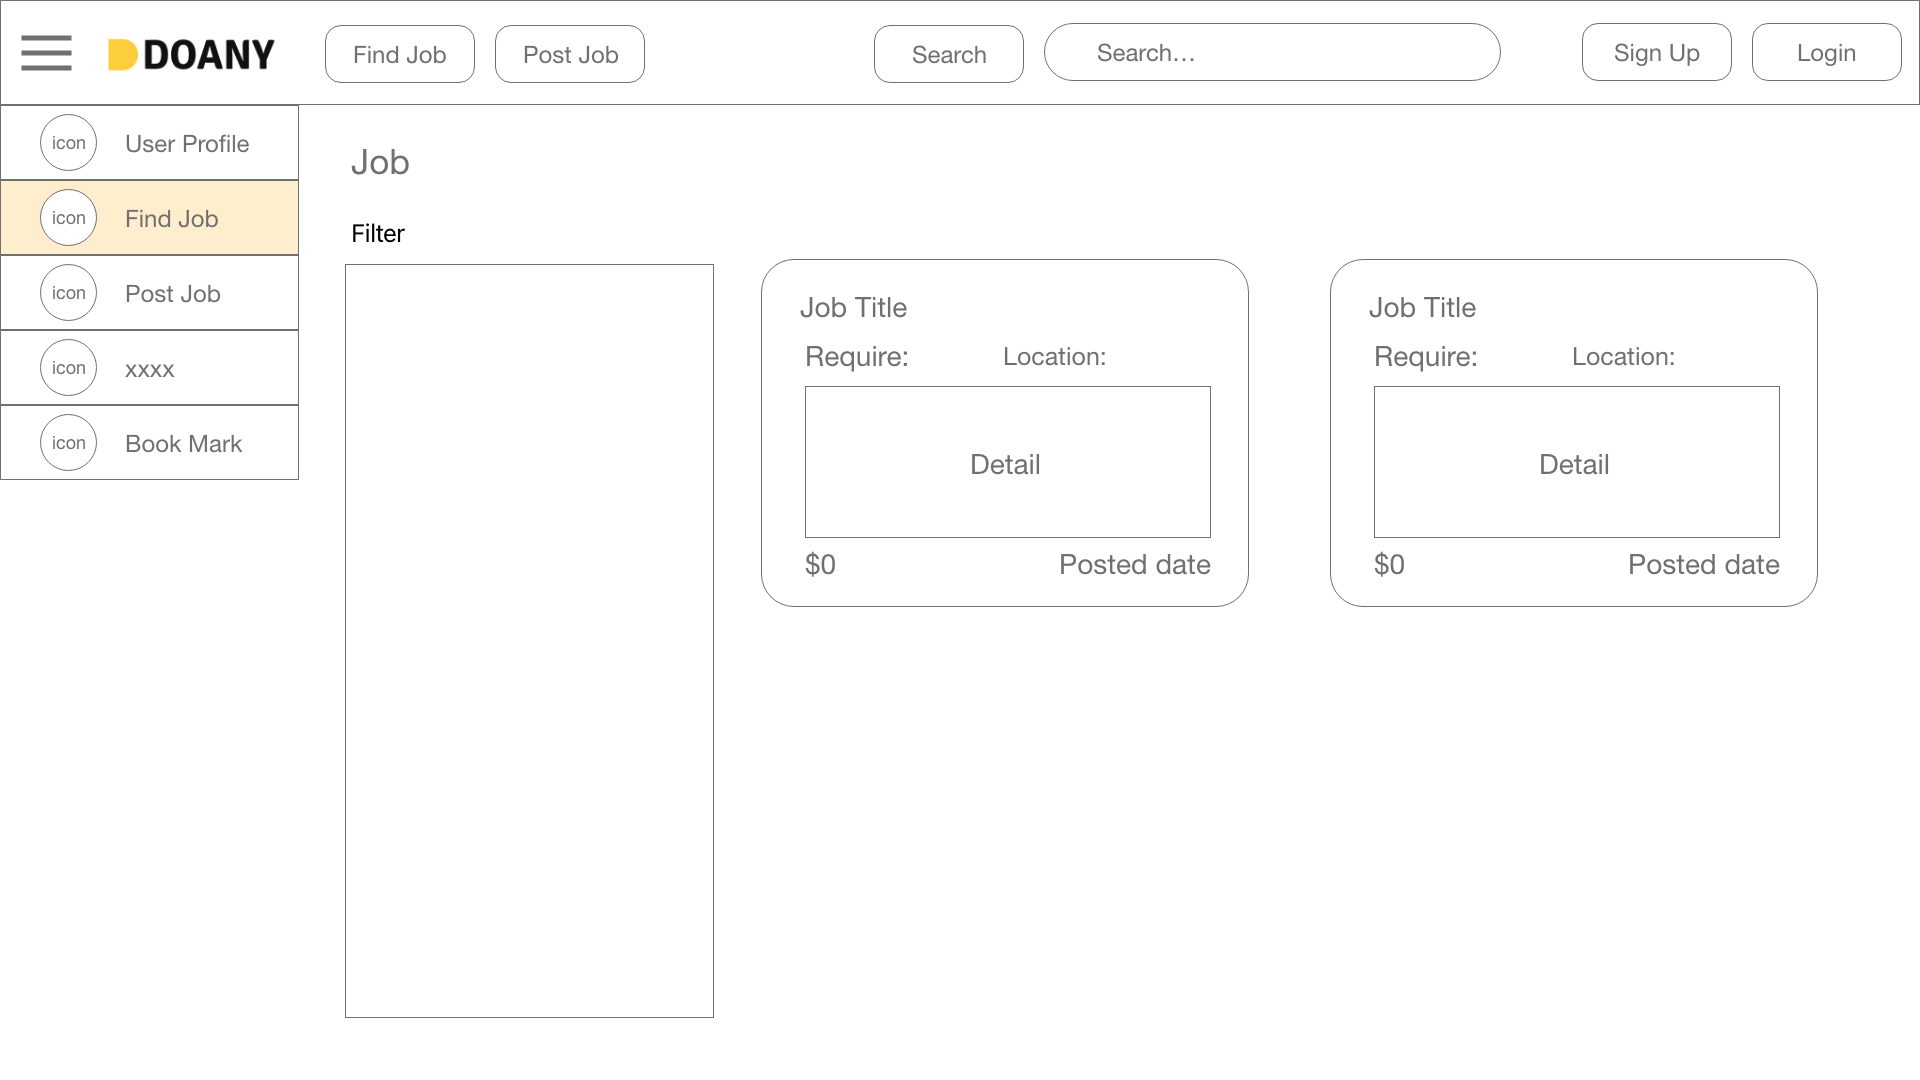 DOANY
Find Job
Post Job
Search
Search...
Sign Up
Login
icon
User Profile
icon
Find Job
icon
Post Job
icon
xxxx
icon
Book Mark
Job
Filter
Job Title
Require:
Location:
Detail
$0
Posted date
Job Title
Require:
Location:
Detail
$0
Posted date